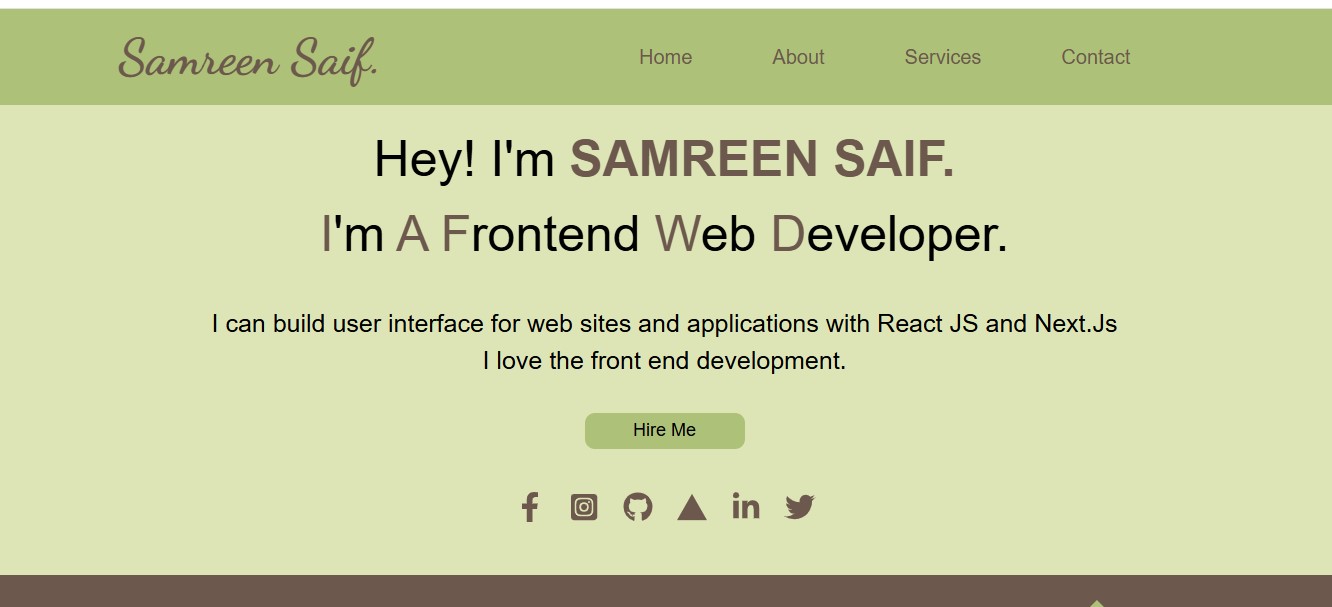 Samreen Saif.
Home About Services Contact
Hey! I'm SAMREEN SAIF.
I'm A Frontend Web Developer.
I can build user interface for web sites and applications with React JS and Next.Js
I love the front end development.
Hire Me